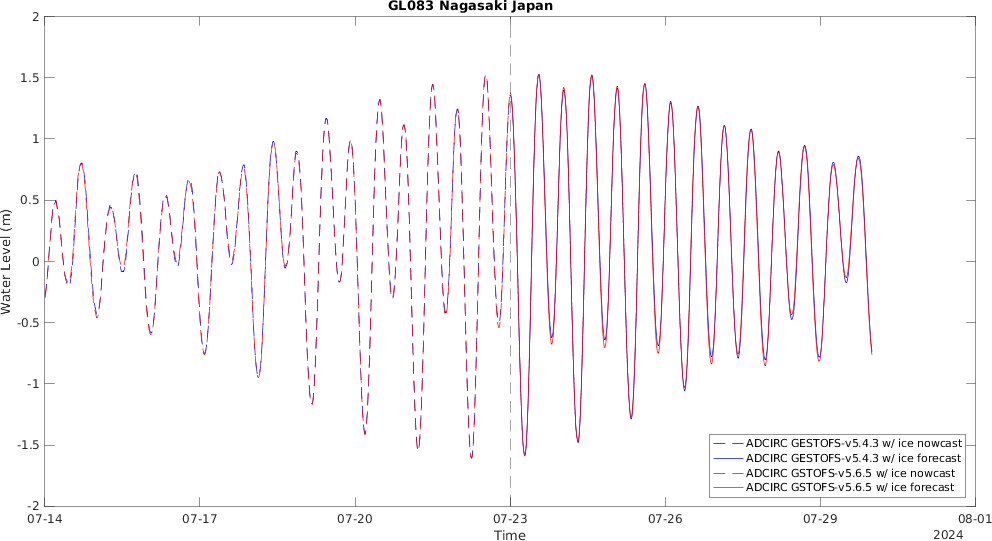 GL083 Nagasaki Japan
2
1.5
1
0.5
0
-0.5
-1
-1.5
-2
Water Level (m)
07-14 07-17 07-20 07-23 07-26 07-29 08-01
Time
2024
ADCIRC GESTOFS-v5.4.3 w/ ice nowcast
ADCIRC GESTOFS-v5.4.3 w/ ice forecast
ADCIRC GSTOFS-v5.6.5 w/ ice nowcast
ADCIRC GSTOFS-v5.6.5 w/ ice forecast